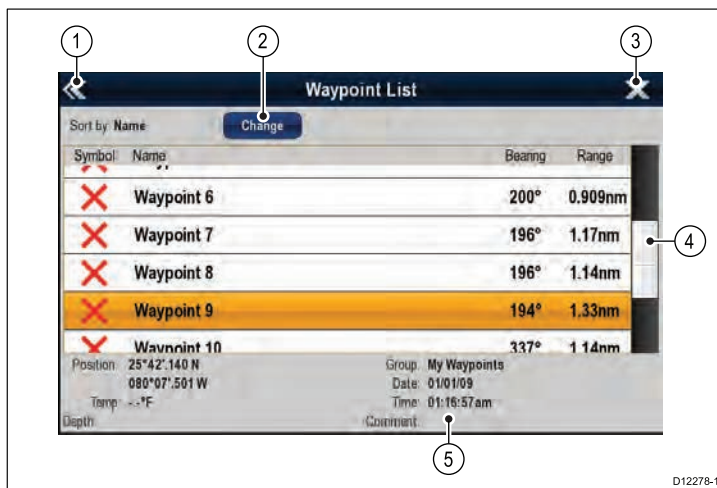 1 2 3
Waypoint List
Sort by Name Change
Symbol Name Bearing Range
Waypoint 6 200° 0.909nm
Waypoint 7 196° 1.17nm
4
Waypoint 8 196° 1.14nm
Waypoint 9 194° 1.33nm
Waypoint 10 337° 1.14nm
Position 25°42'.140 N Group My Waypoints
080°07'.501 W Date 01/01/09
Temp - -°F Time 01:16:57am
Depth Comment
5
D12278-1